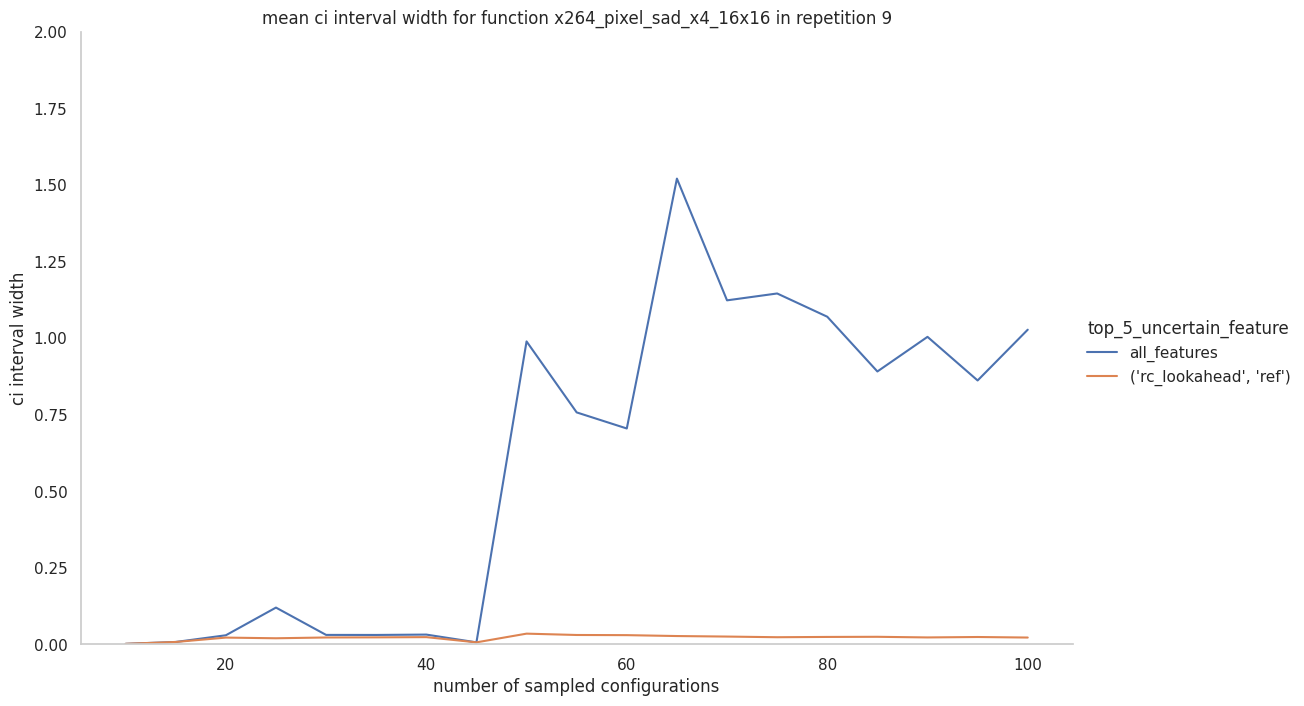 mean ci interval width for function x264_pixel_sad_x4_16x16 in repetition 9
2.00
1.75
1.50
1.25
1.00
0.75
0.50
0.25
0.00
ci interval width
20
40
60
80
100
number of sampled configurations
top_5_uncertain_feature
all_features
('rc_lookahead', 'ref')